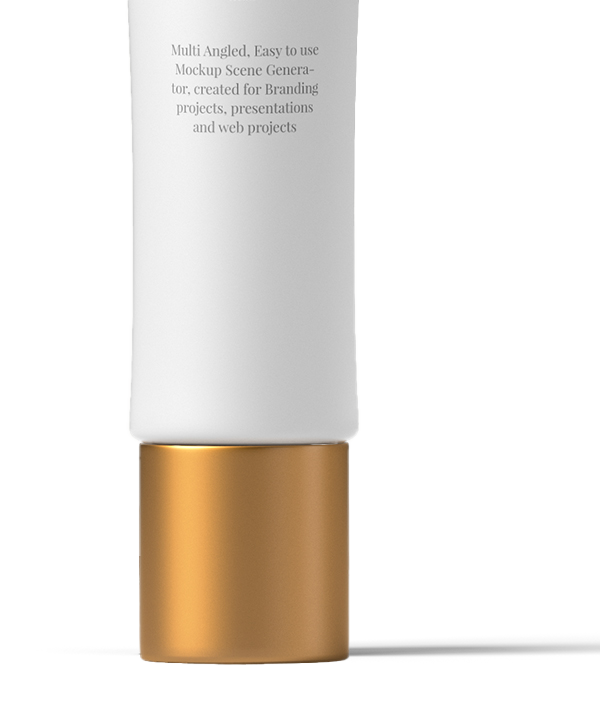 Multi Angled, Easy to use
Mockup Scene Genera-
tor, created for Branding
projects, presentations
and web projects